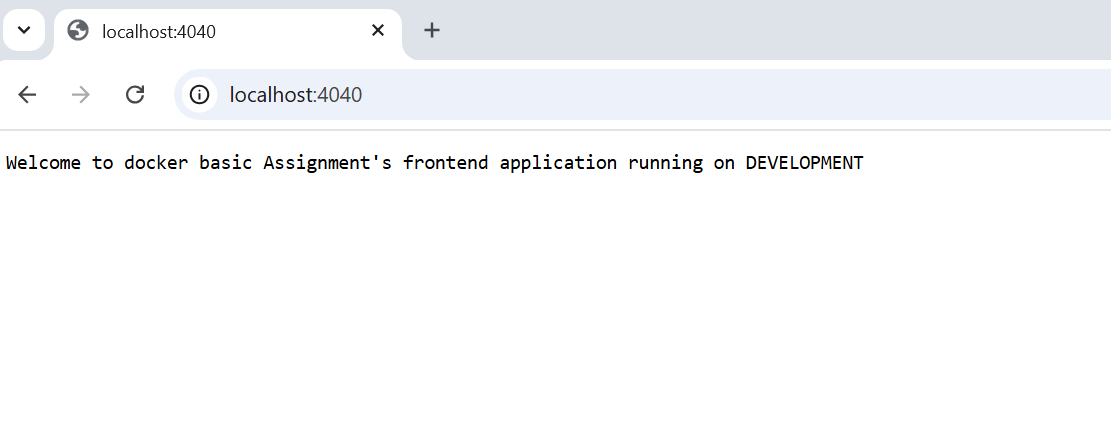 localhost:4040
localhost:4040
Welcome to docker basic Assignment's frontend application running on DEVELOPMENT